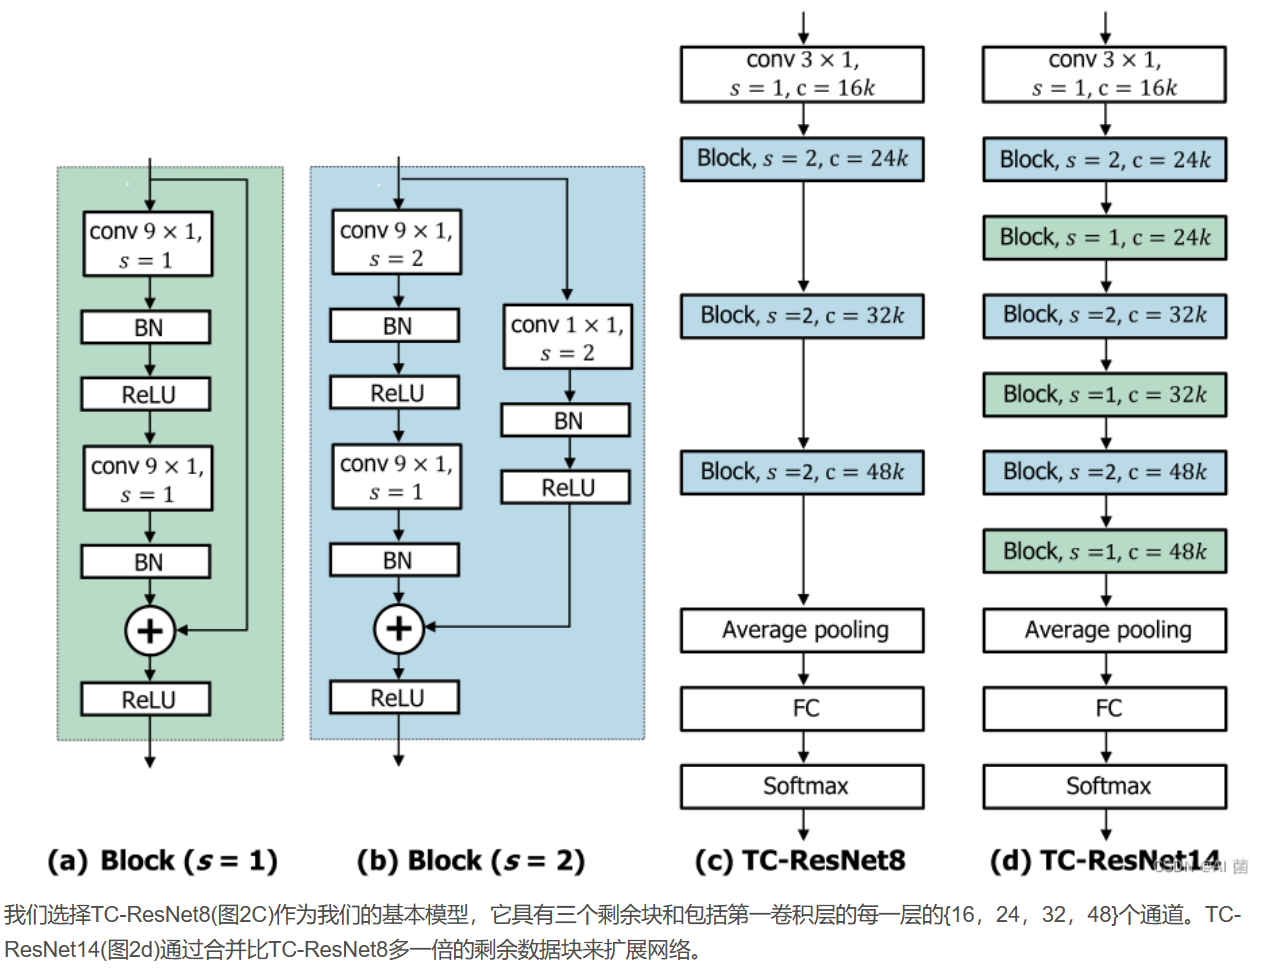 conv 9 × 1,
s = 1
BN
ReLU
conv 9 × 1,
s = 1
BN
+
ReLU
(a) Block (s = 1)
conv 9 × 1,
s = 2
BN
ReLU
conv 9 × 1,
s = 1
BN
+
ReLU
conv 1 × 1,
s = 2
BN
ReLU
(b) Block (s = 2)
conv 3 × 1,
s = 1, c = 16k
Block, s = 2, c = 24k
Block, s =2, c = 32k
Block, s =2, c = 48k
Average pooling
FC
Softmax
(c) TC-ResNet8
conv 3 × 1,
s = 1, c = 16k
Block, s = 2, c = 24k
Block, s = 1, c = 24k
Block, s =2, c = 32k
Block, s =1, c = 32k
Block, s =2, c = 48k
Block, s =1, c = 48k
Average pooling
FC
Softmax
(d) TC-ResNet14
CSDN @AI 菌
我们选择TC-ResNet8(图2C)作为我们的基本模型，它具有三个剩余块和包括第一卷积层的每一层的{16，24，32，48}个通道。TC-
ResNet14(图2d)通过合并比TC-ResNet8多一倍的剩余数据块来扩展网络。